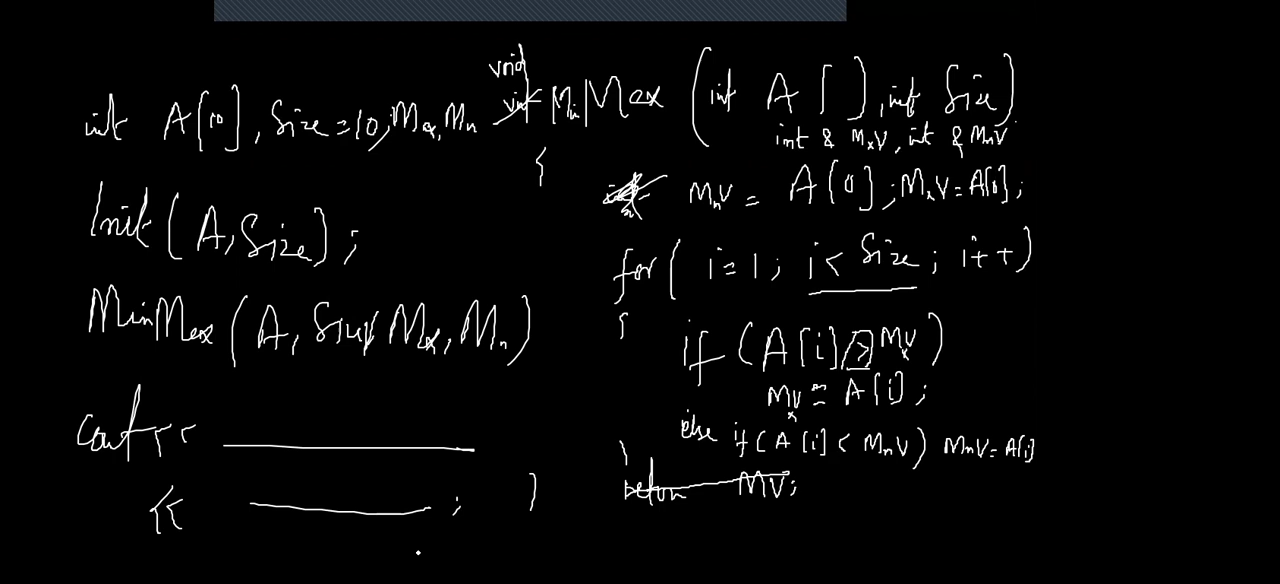 int A[10], Size=10, Mx, Mn
Init(A, Size);
MinMax(A, Size, Mx, Mn)
cout <<
<< ;
void
int MinMax (int A[], int Size)
int & MxV, int & MnV
{
MnV = A[0]; MxV=A[0];
for( i=1; i< Size; i++)
{
if (A[i] > MxV)
MxV = A[i];
else if(A[i] < MnV) MnV=A[i]
}
return MV;
}